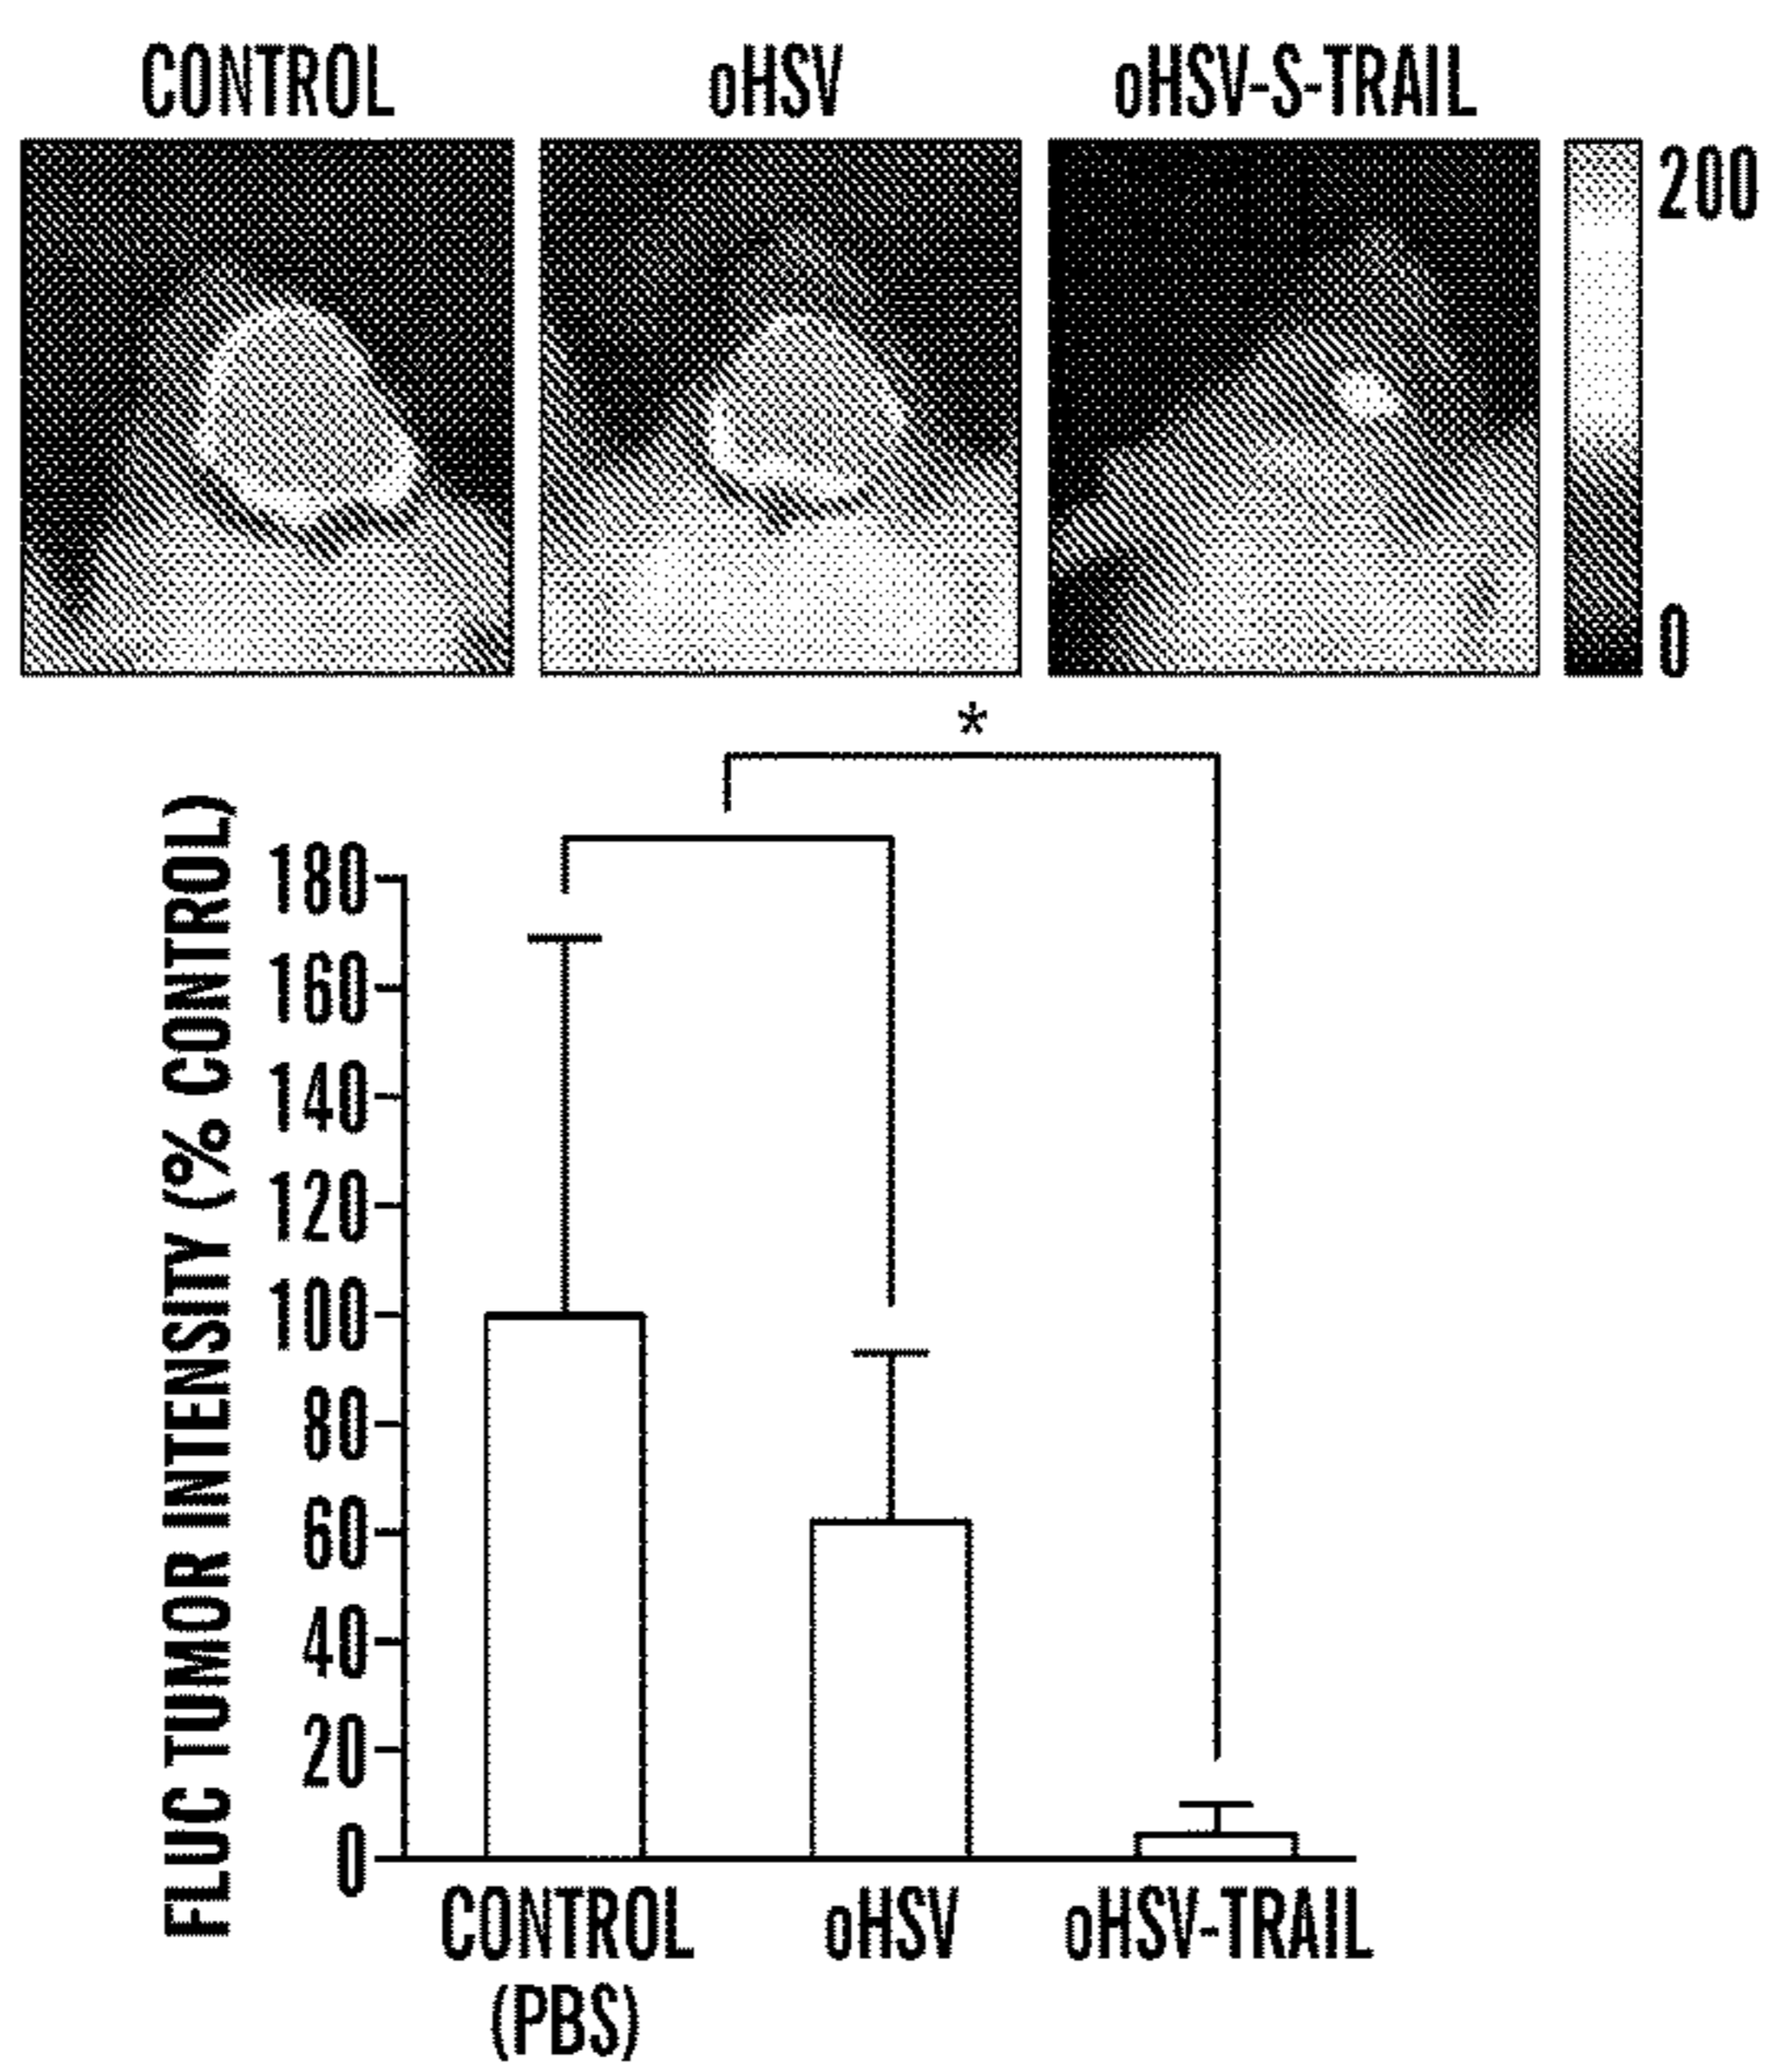 CONTROL
oHSV
oHSV-S-TRAIL
200
0
*
FLUC TUMOR INTENSITY (% CONTROL)
180
160
140
120
100
80
60
40
20
0
CONTROL
(PBS)
oHSV
oHSV-TRAIL